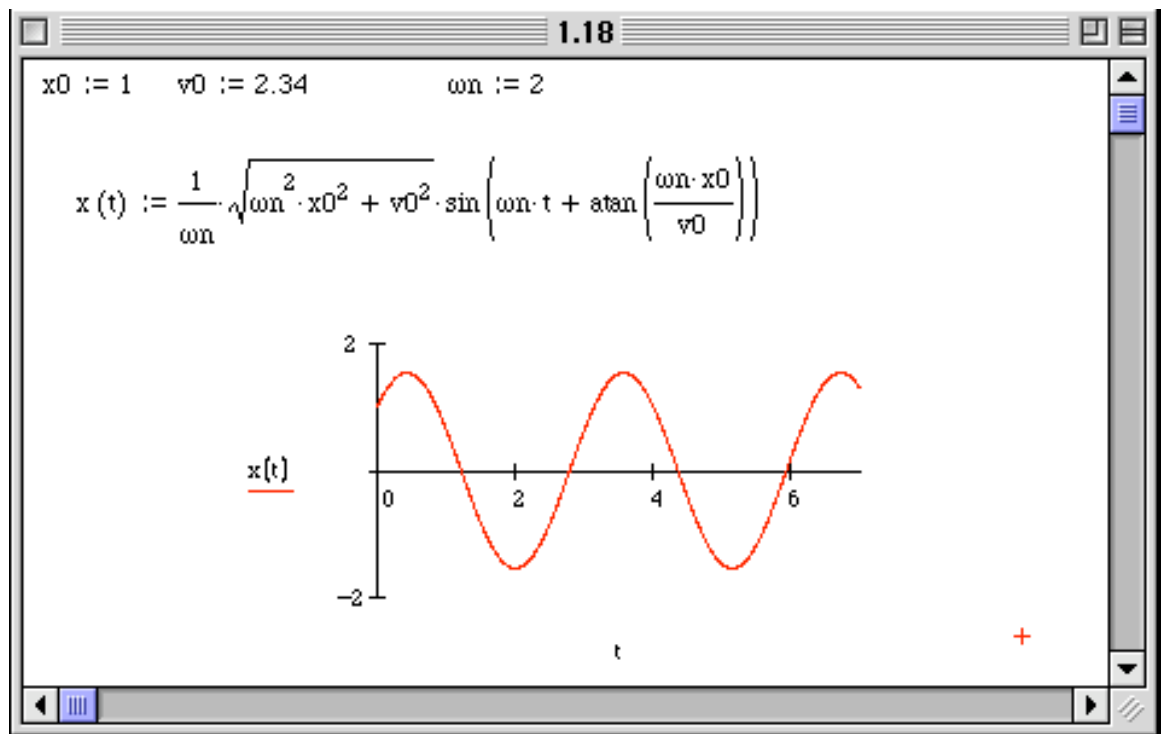 1.18
x0 := 1 v0 := 2.34 ωn := 2
x (t) := 1/ωn · √(ωn² · x0² + v0²) · sin(ωn · t + atan(ωn · x0/v0))
2
x(t)
0 2 4 6
−2
t